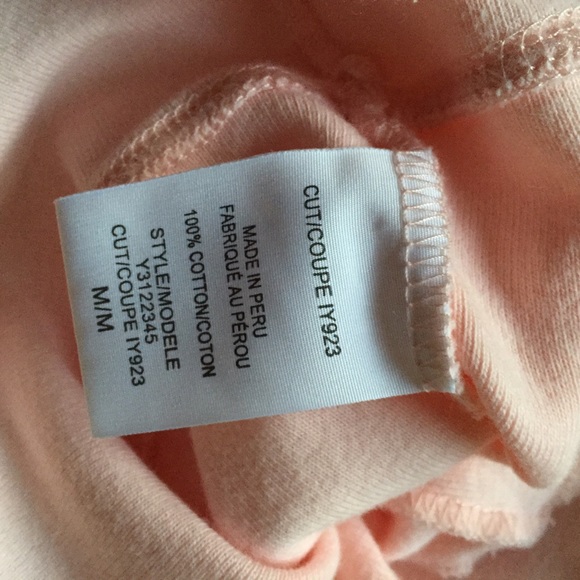 CUT/COUPE IY923
MADE IN PERU
FABRIQUÉ AU PÉROU
100% COTTON/COTON
STYLE/MODELE
Y3122345
CUT/COUPE IY923
M/M